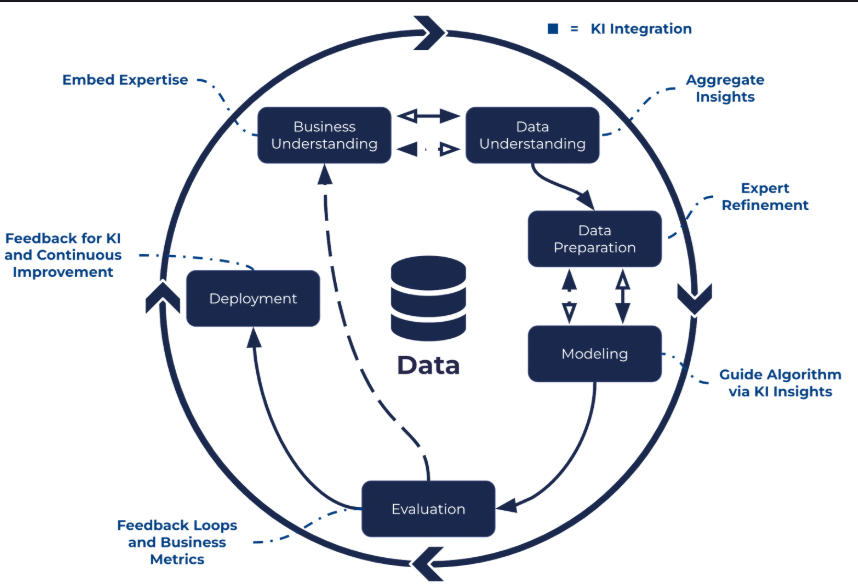 = KI Integration
Embed Expertise
Aggregate
Insights
Business
Understanding
Data
Understanding
Expert
Refinement
Data
Preparation
Feedback for KI
and Continuous
Improvement
Deployment
Data
Modeling
Guide Algorithm
via KI Insights
Evaluation
Feedback Loops
and Business
Metrics